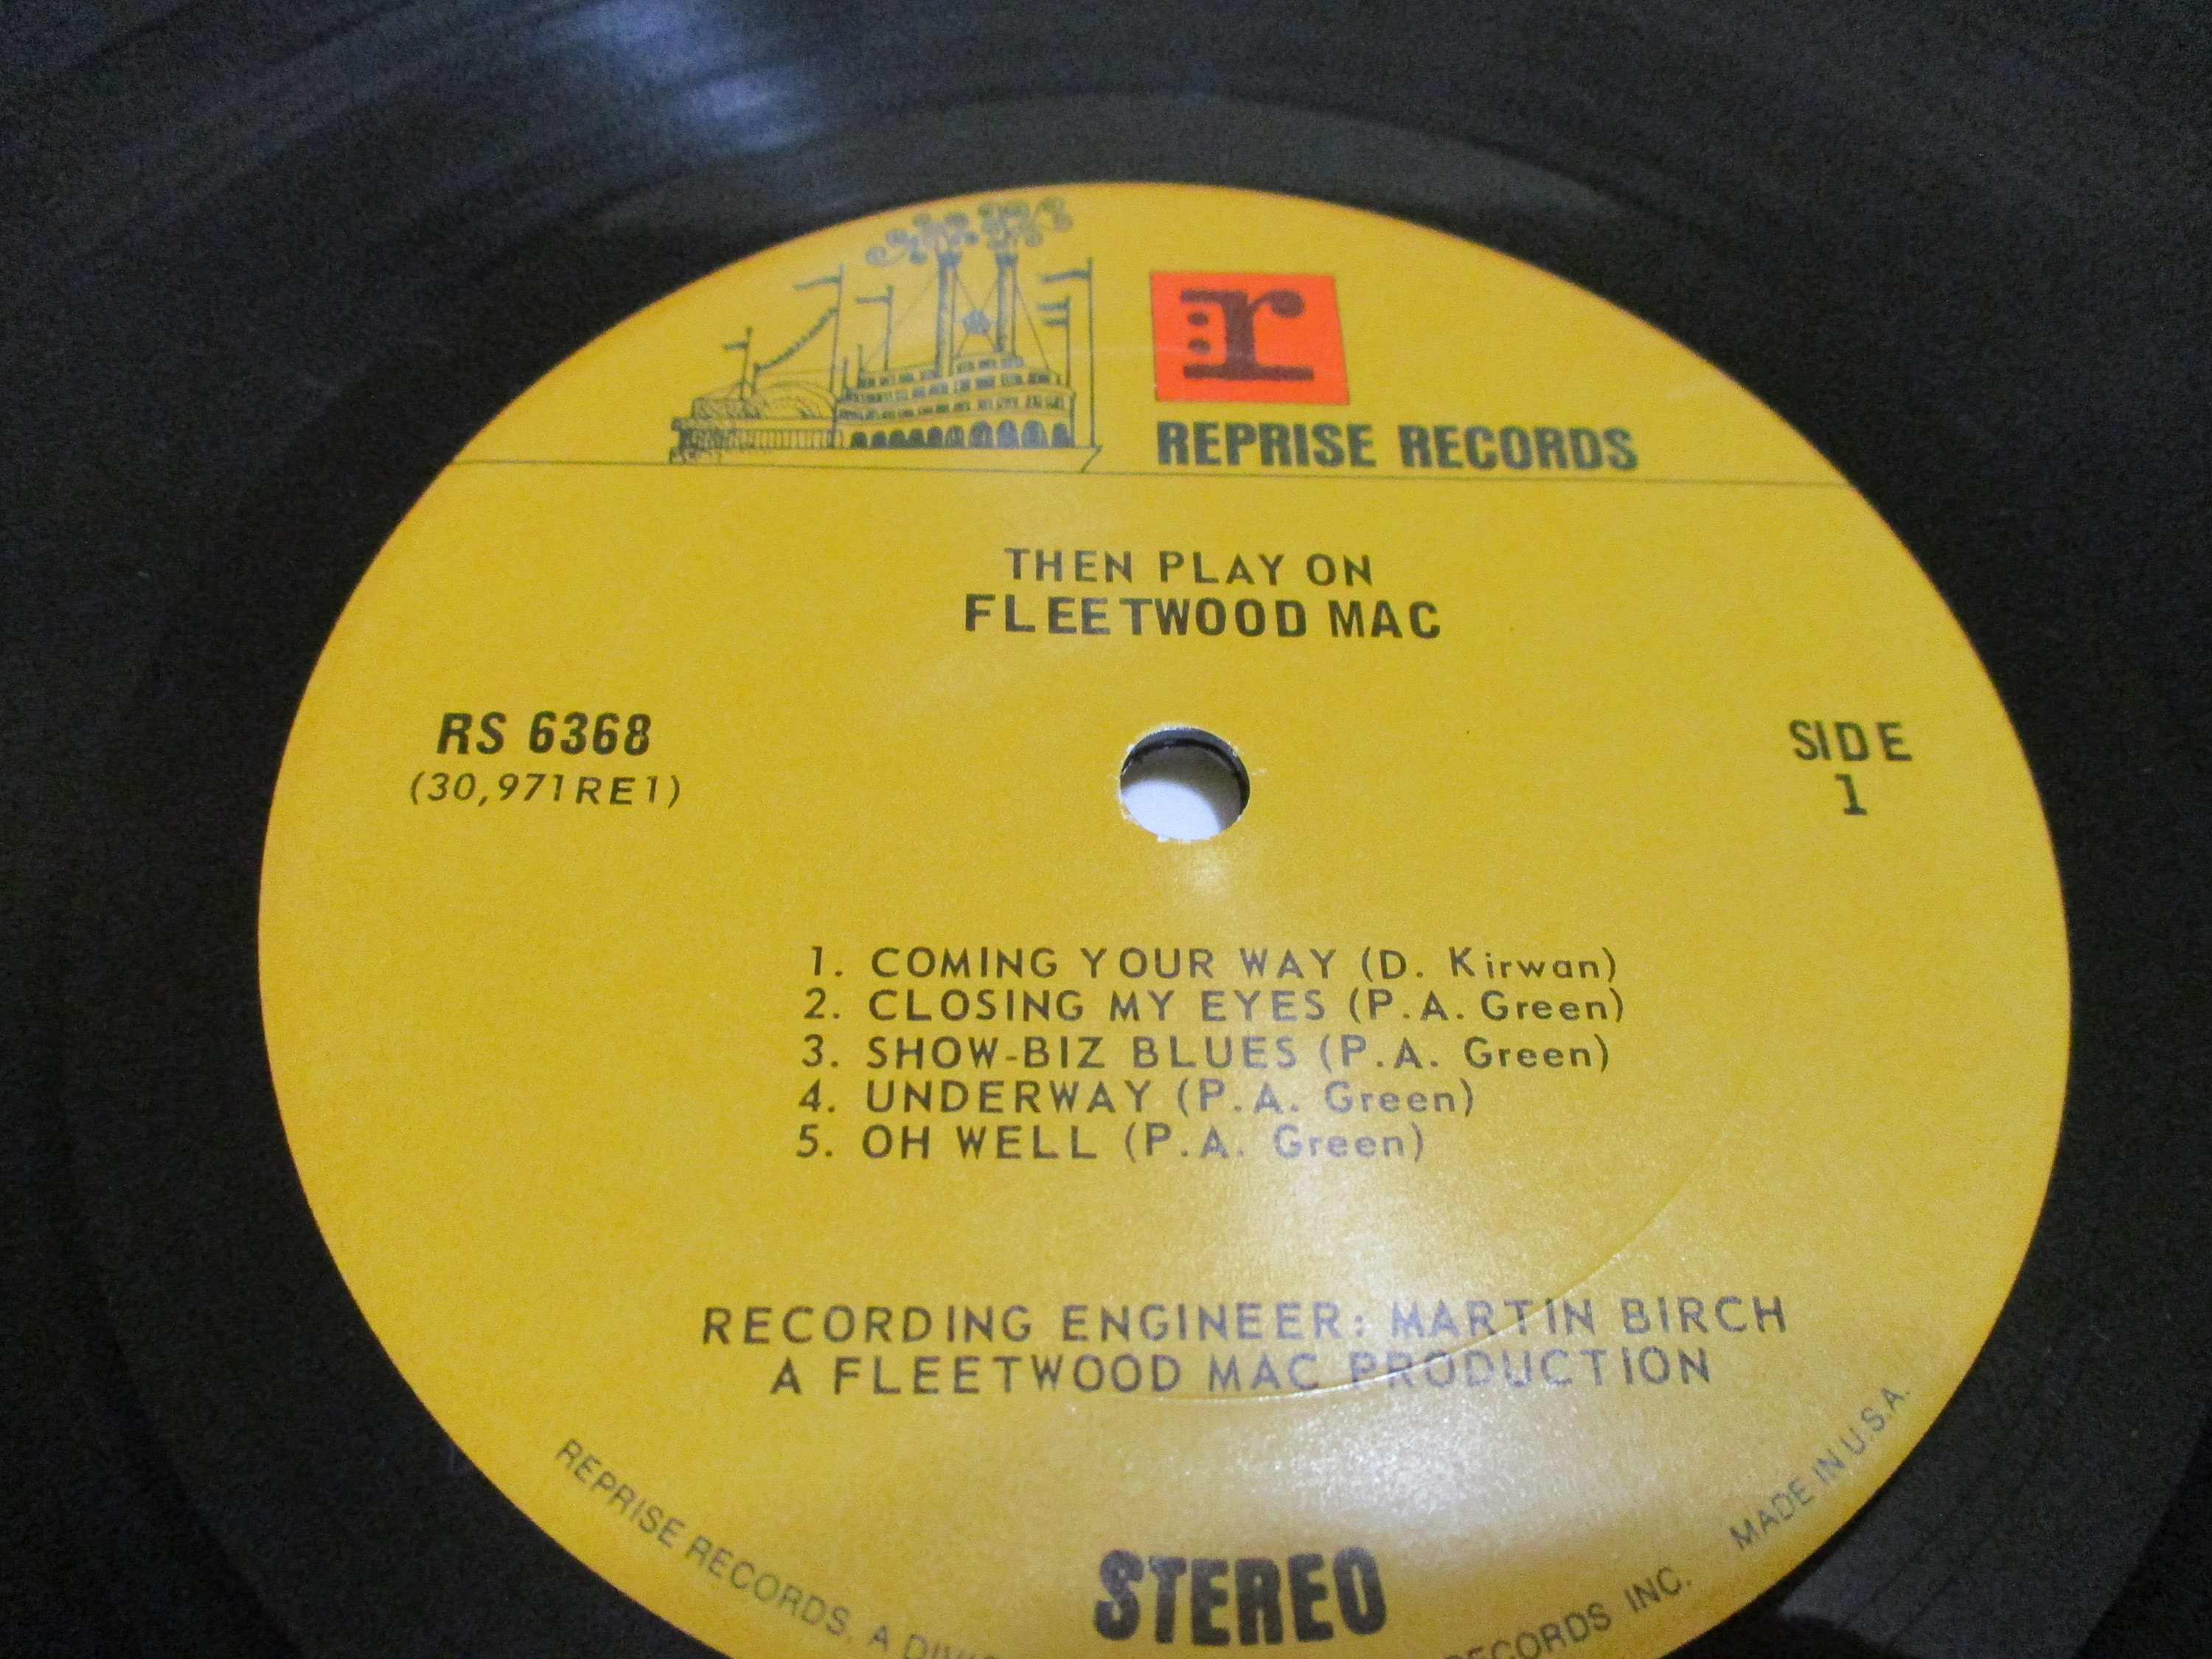 r:
REPRISE RECORDS
THEN PLAY ON
FLEETWOOD MAC
RS 6368
(30,971RE1)
SIDE
1
1. COMING YOUR WAY (D. Kirwan)
2. CLOSING MY EYES (P.A. Green)
3. SHOW-BIZ BLUES (P.A. Green)
4. UNDERWAY (P.A. Green)
5. OH WELL (P.A. Green)
RECORDING ENGINEER: MARTIN BIRCH
A FLEETWOOD MAC PRODUCTION
STEREO
REPRISE RECORDS, A RECORDS INC. MADE IN U.S.A.